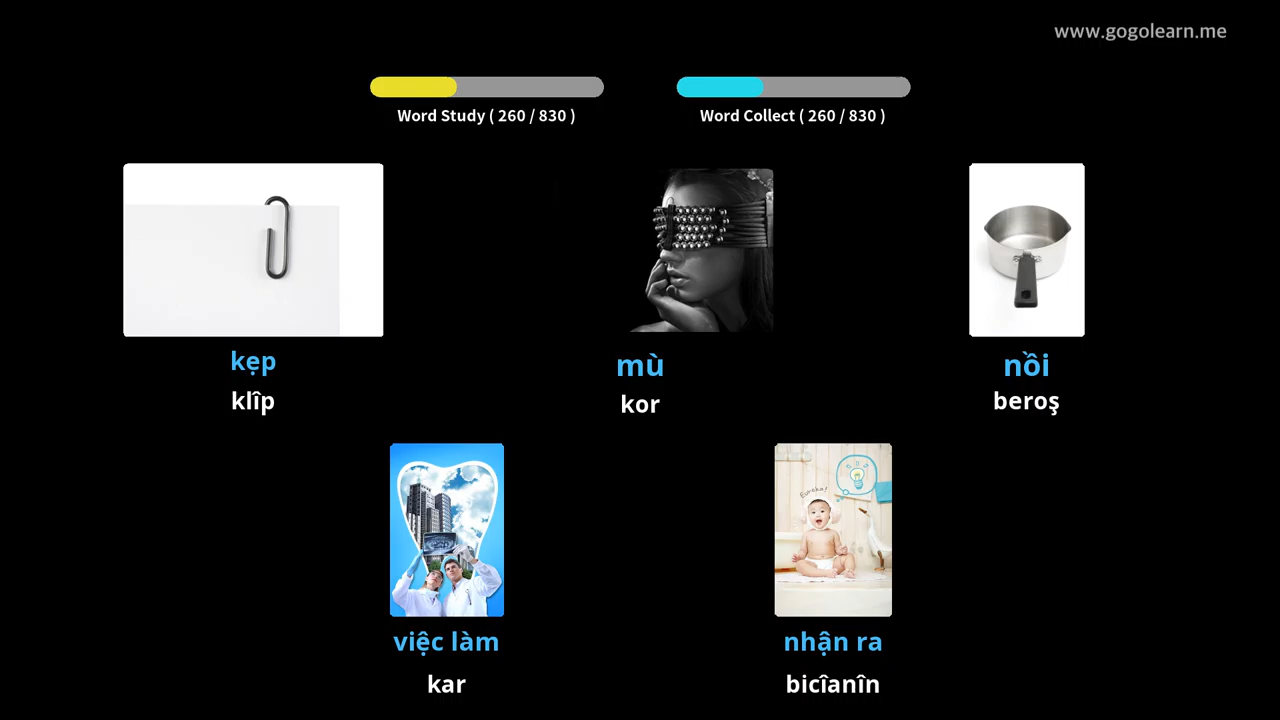 www.gogolearn.me
Word Study ( 260 / 830 )
Word Collect ( 260 / 830 )
kẹp
klîp
mù
kor
nồi
beroş
Eureka!
việc làm
kar
nhận ra
bicîanîn